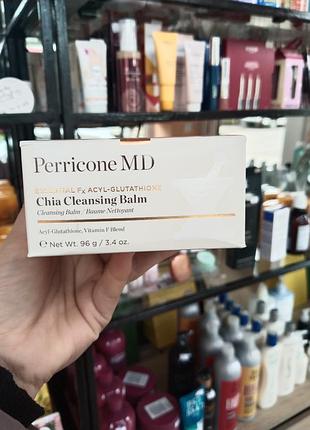 Perricone MD
ESSENTIAL Fx ACYL-GLUTATHIONE
Chia Cleansing Balm
Cleansing Balm / Baume Nettoyant
Acyl-Glutathione, Vitamin F Blend
℮ Net Wt. 96 g / 3.4 oz.